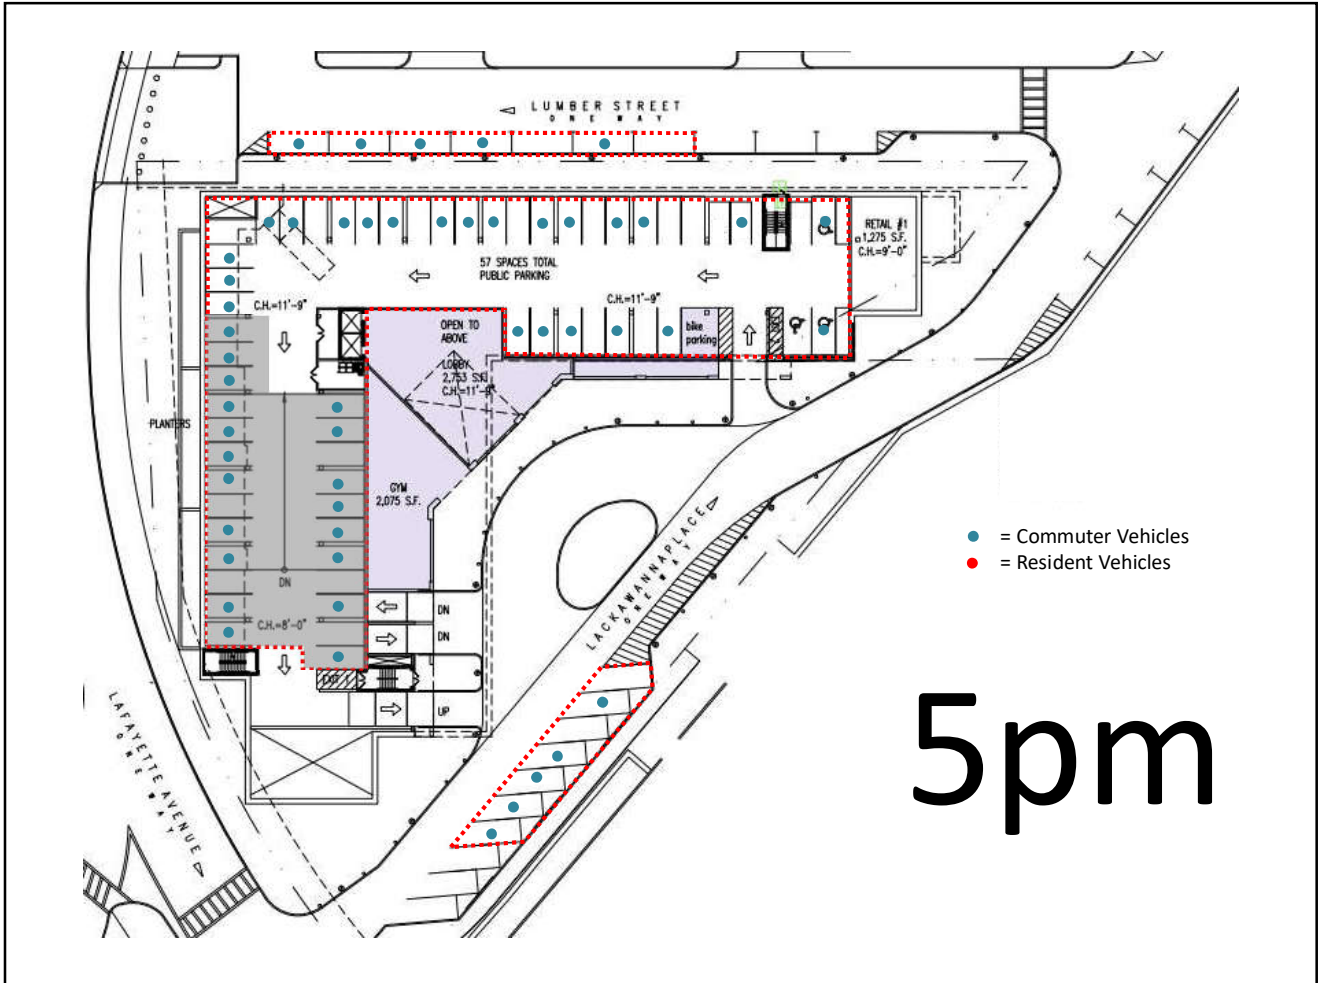 LUMBER STREET
ONE WAY
RETAIL #1
1,275 S.F.
C.H.=9'-0"
57 SPACES TOTAL
PUBLIC PARKING
C.H.=11'-9"
C.H.=11'-9"
OPEN TO
ABOVE
bike
parking
LOBBY
2,753 S.F.
PLANTERS
GYM
2,075 S.F.
LACKAWANNA PLACE
ONE WAY
= Commuter Vehicles
= Resident Vehicles
DN
C.H.=8'-0"
DN
DN
UP
LAFAYETTE AVENUE
ONE WAY
5pm